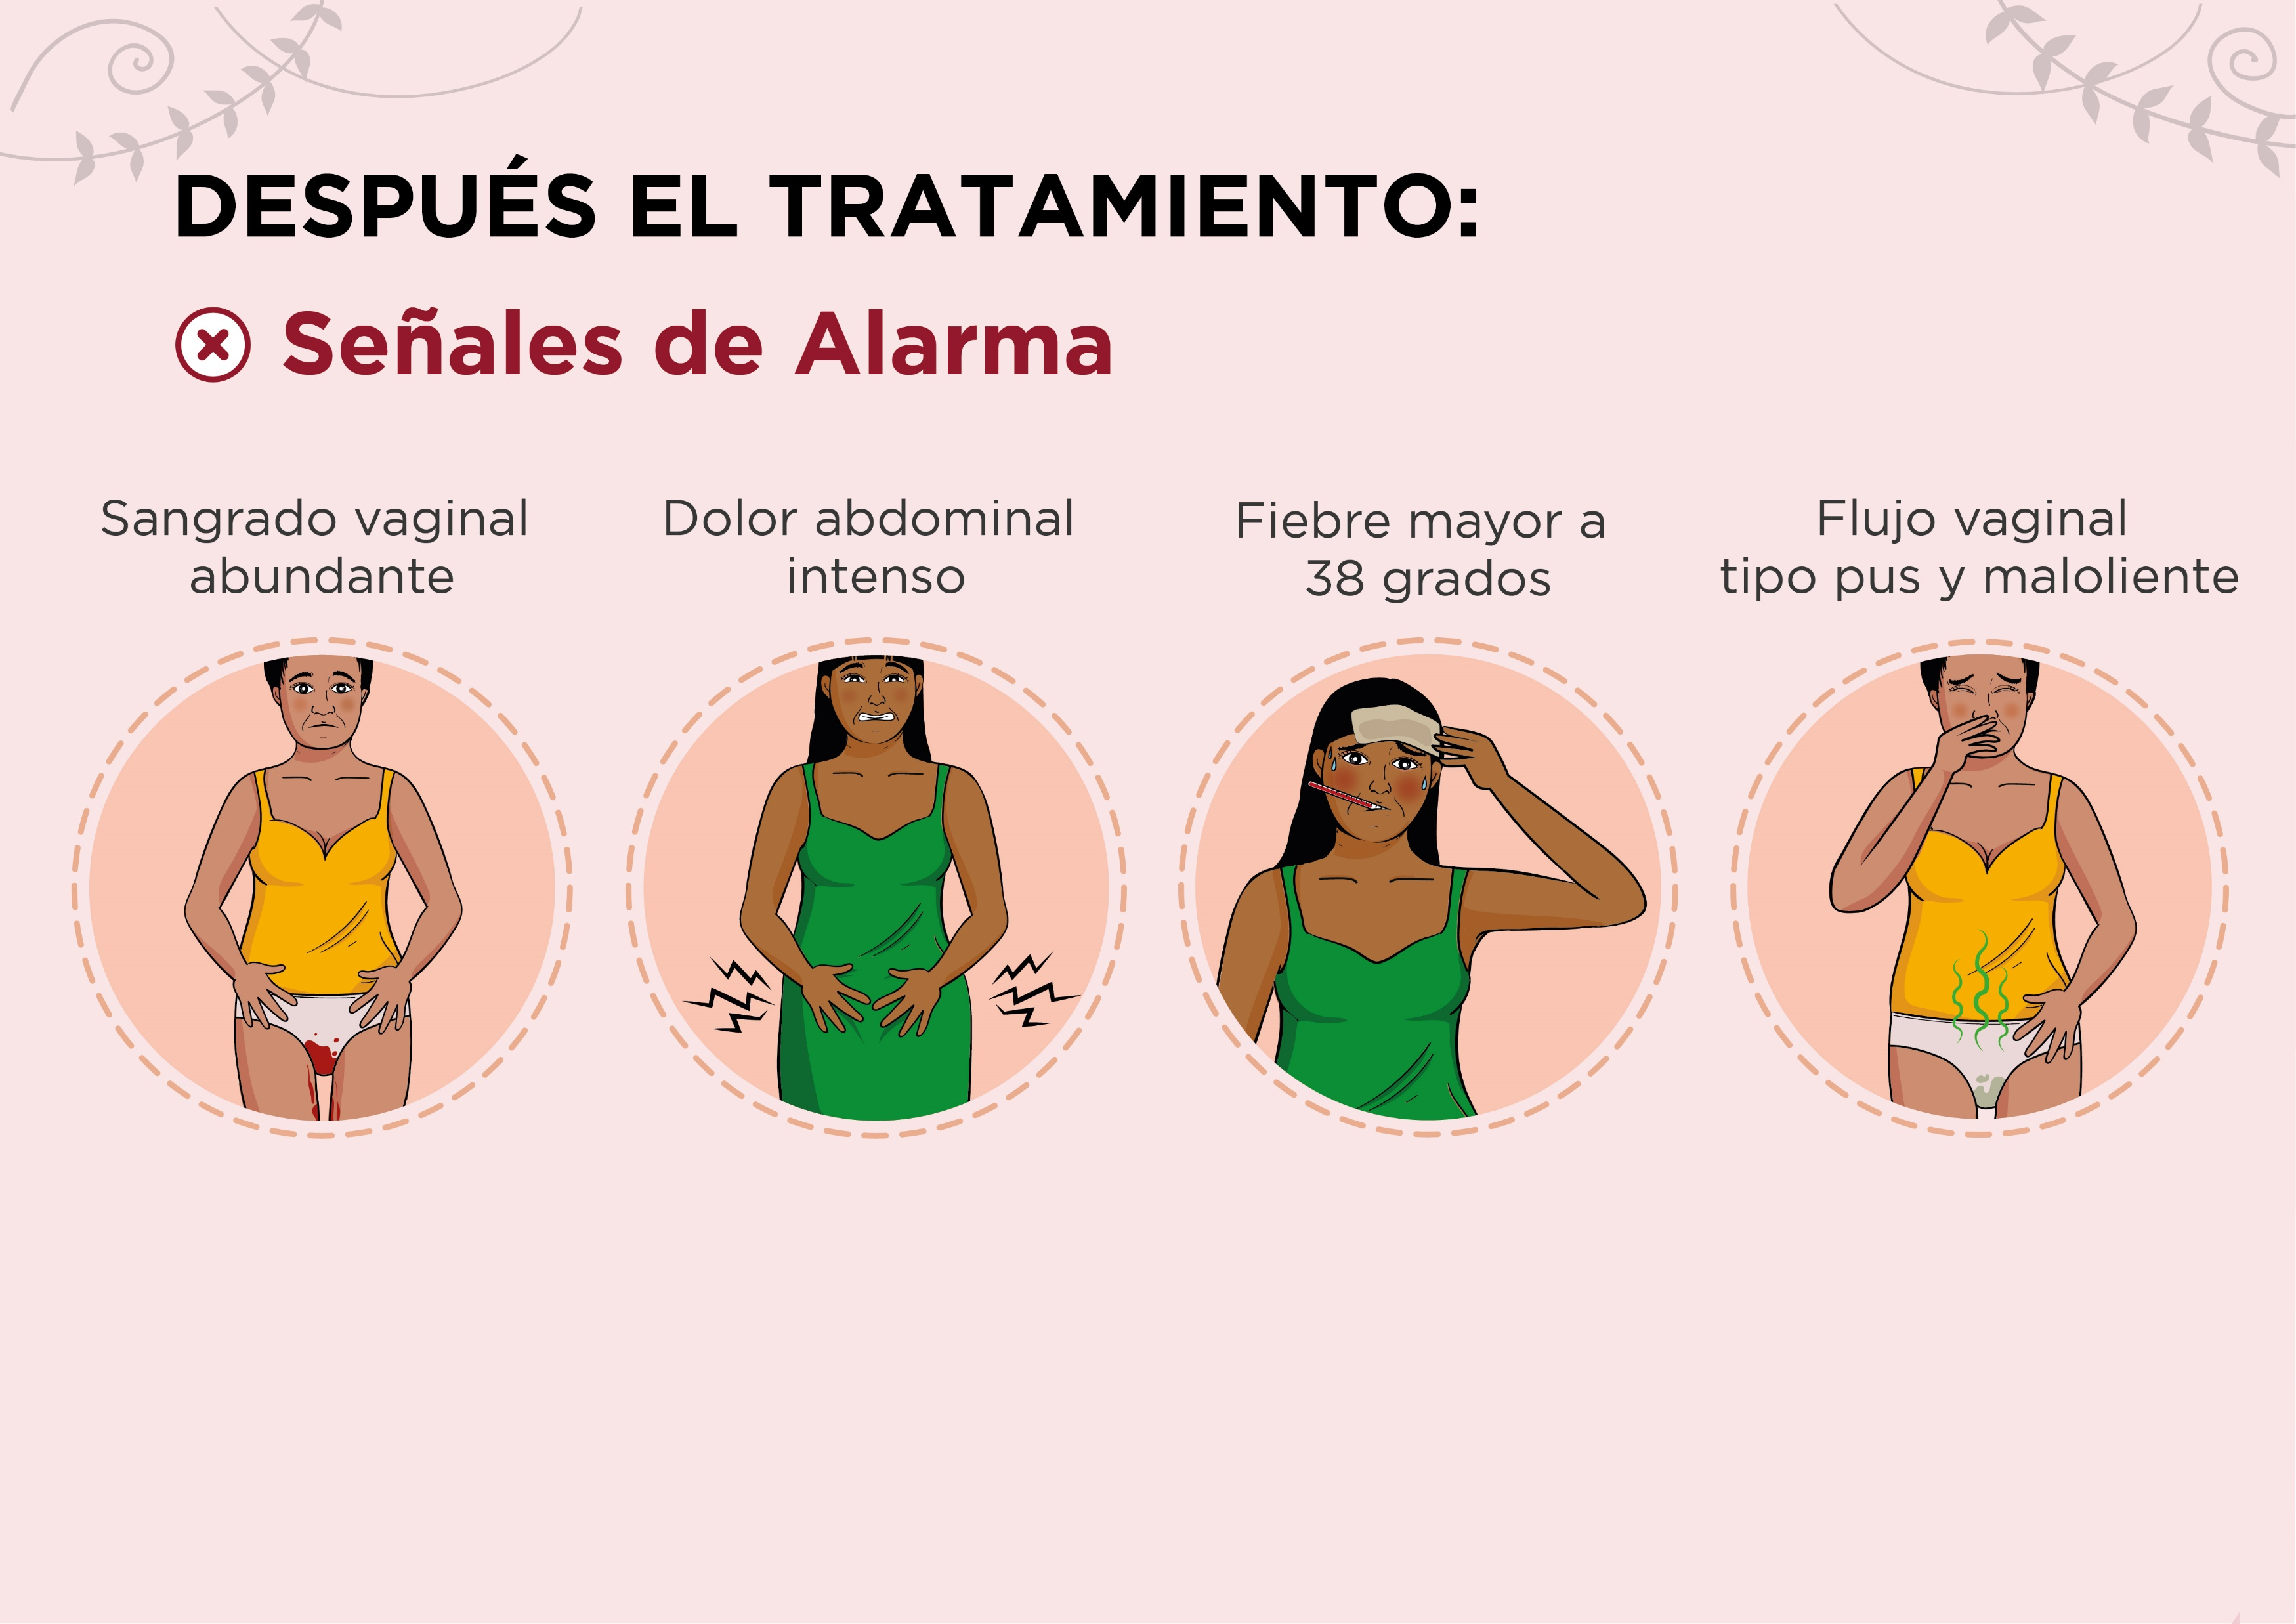 DESPUÉS EL TRATAMIENTO:
Señales de Alarma
Sangrado vaginal
abundante
Dolor abdominal
intenso
Fiebre mayor a
38 grados
Flujo vaginal
tipo pus y maloliente